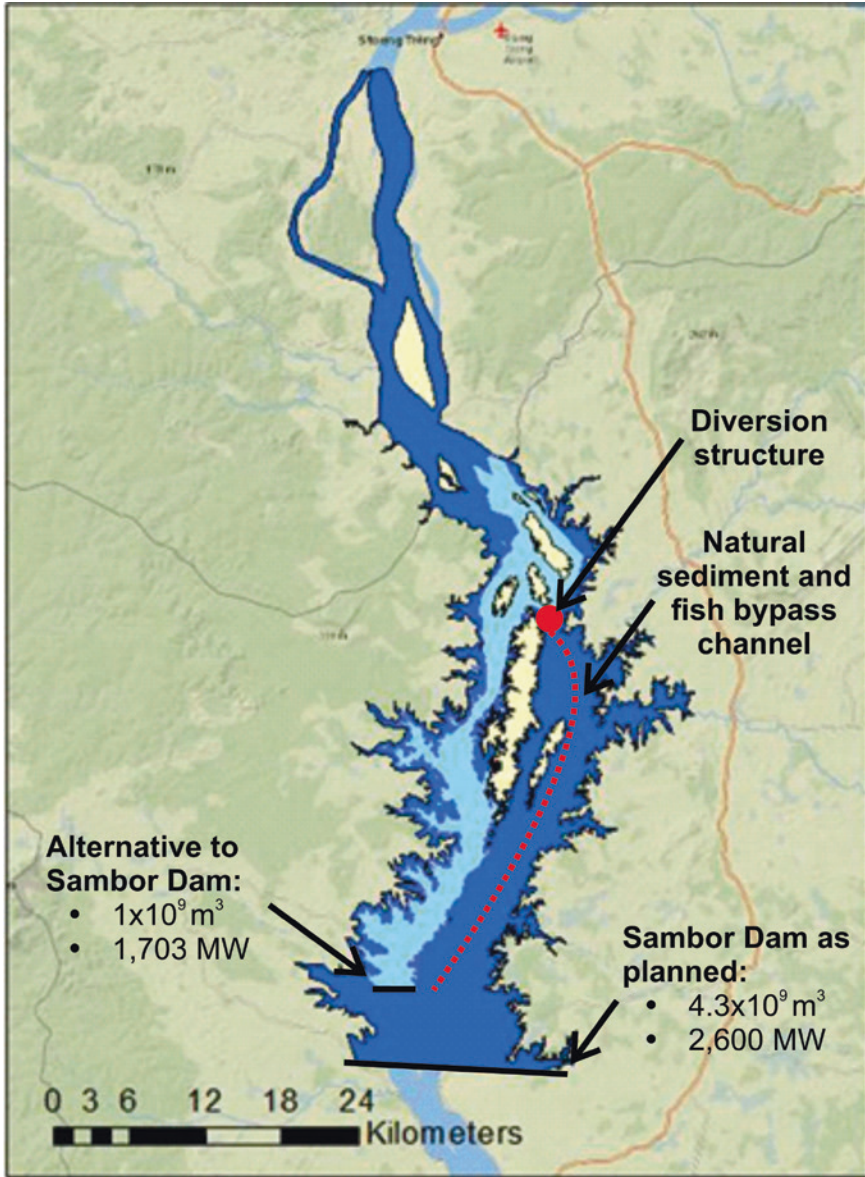 Stoeng Trêng
Diversion
structure
Natural
sediment and
fish bypass
channel
Alternative to
Sambor Dam:
• 1x10⁹ m³
• 1,703 MW
Sambor Dam as
planned:
• 4.3x10⁹ m³
• 2,600 MW
0 3 6 12 18 24
Kilometers